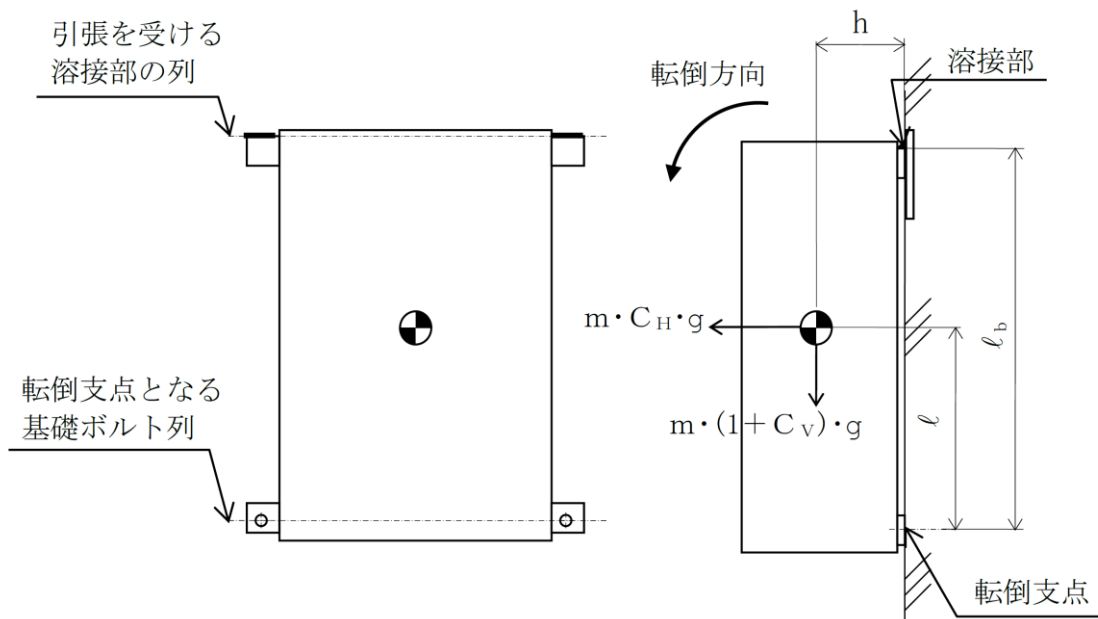 引張を受ける
溶接部の列
転倒支点となる
基礎ボルト列
h
転倒方向
溶接部
m・C_H・g
m・(1+C_V)・g
ℓ_b
ℓ
転倒支点